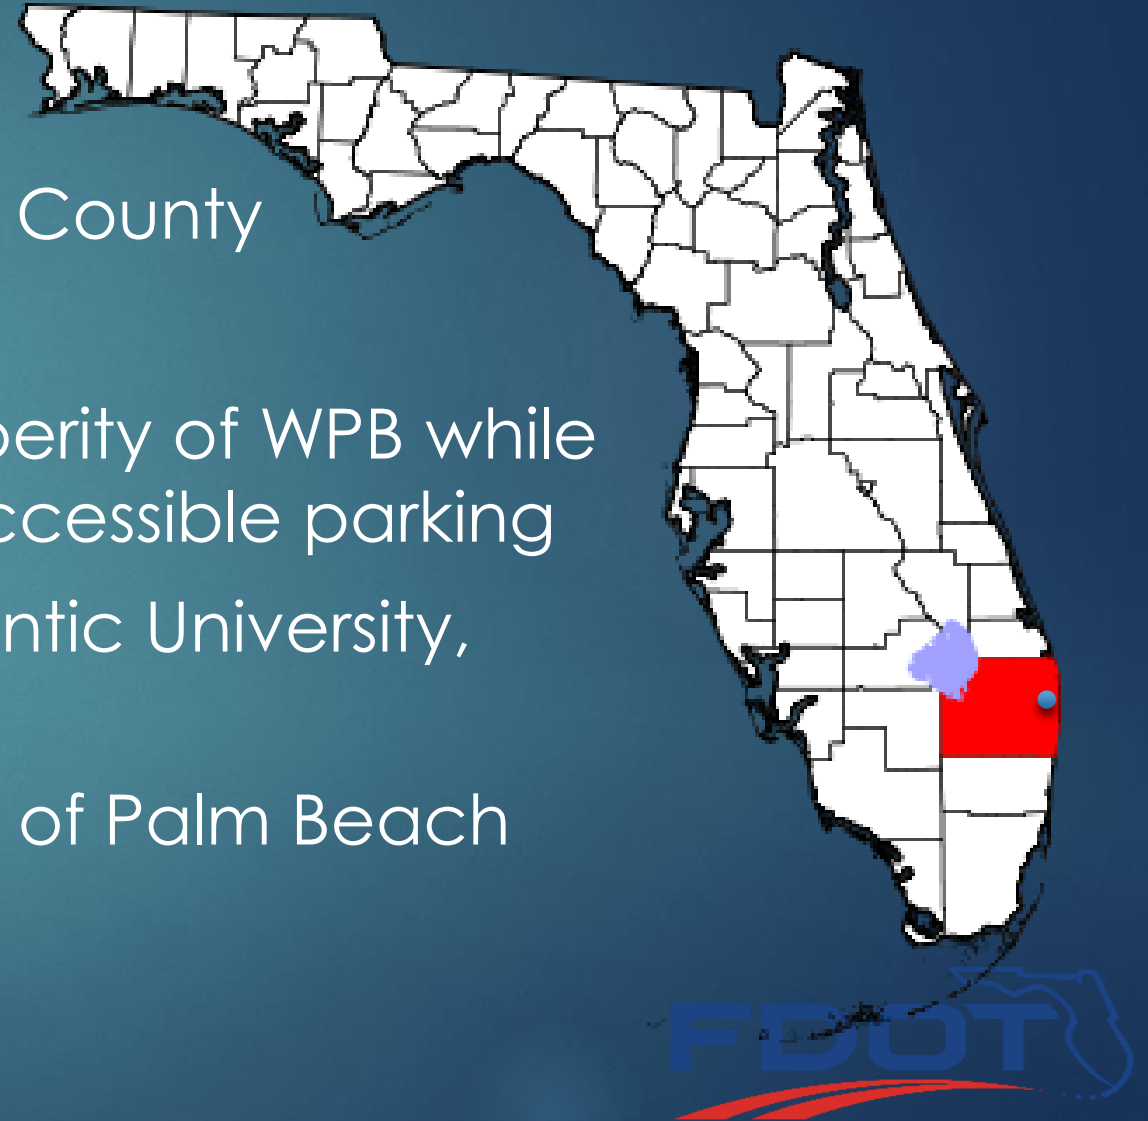 County
perity of WPB while
ccessible parking
ntic University,
of Palm Beach
FDOT